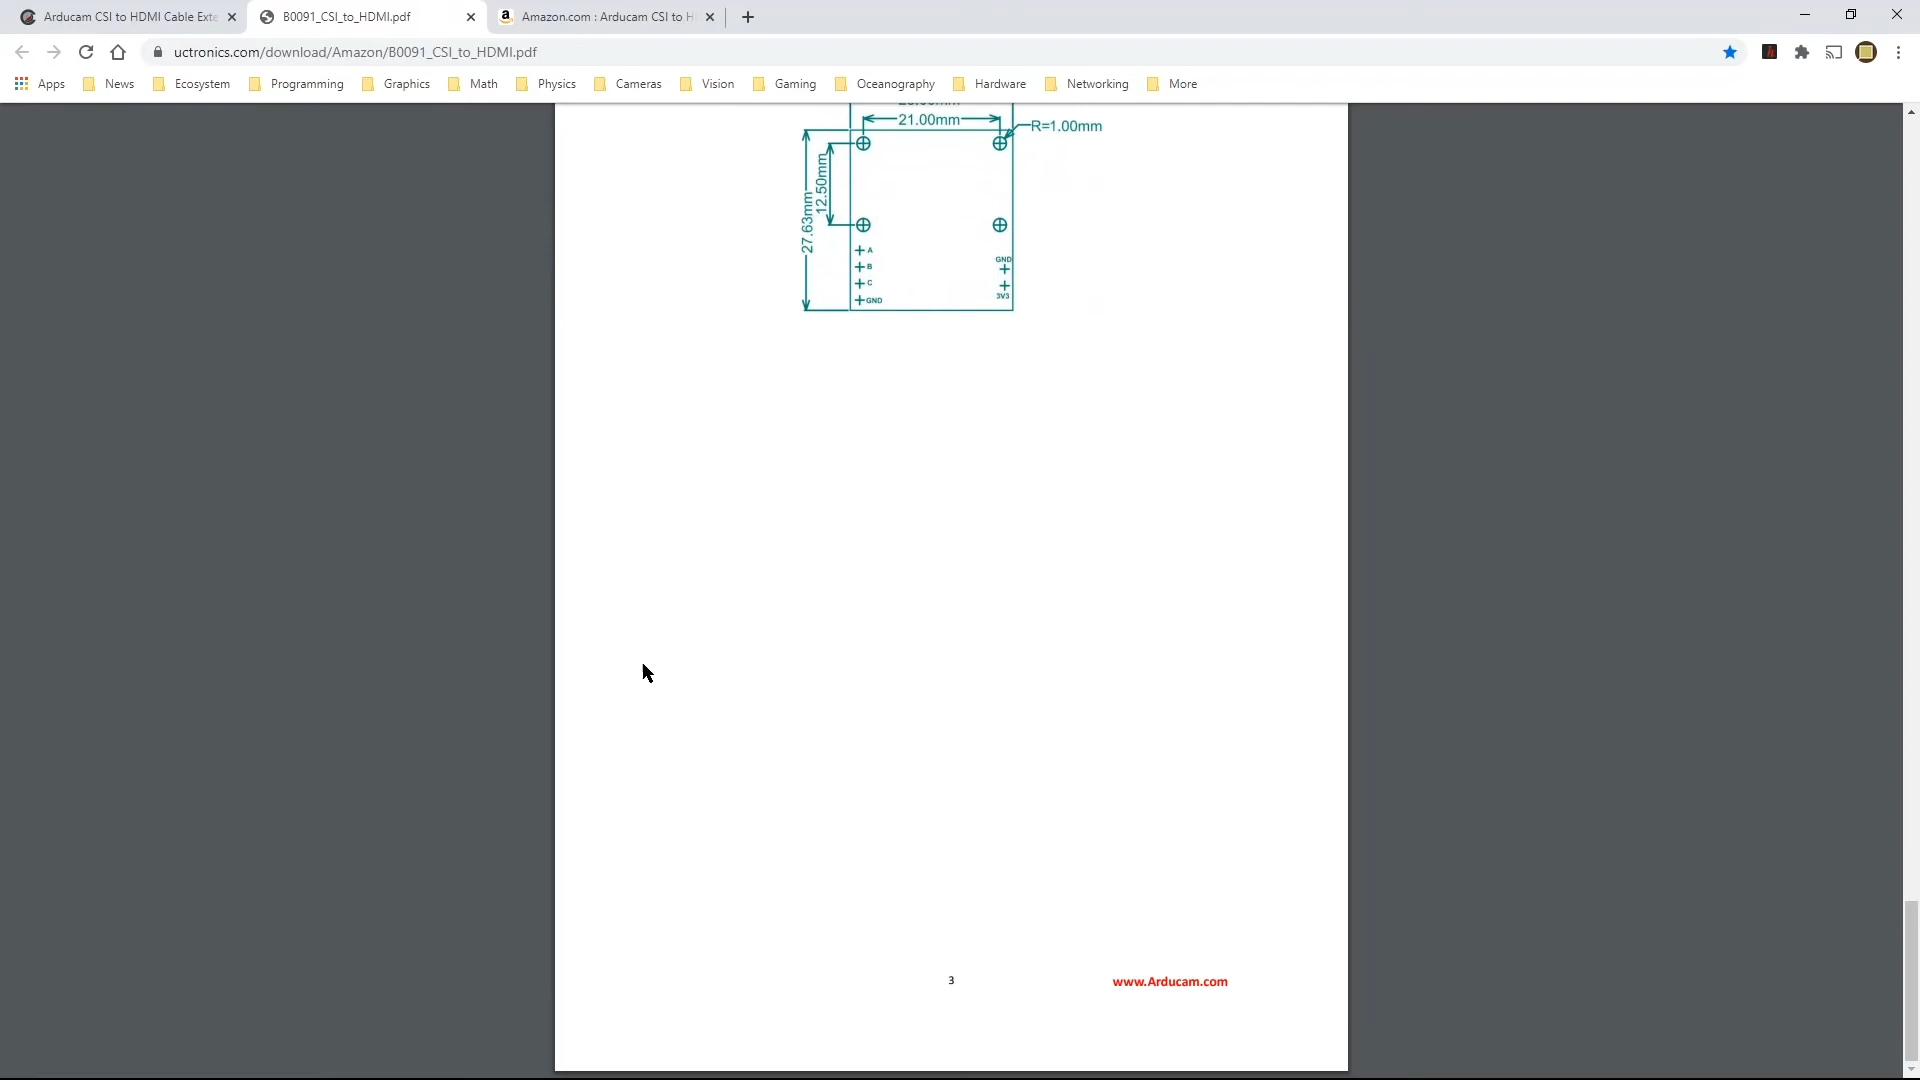 Arducam CSI to HDMI Cable Exte
B0091_CSI_to_HDMI.pdf
Amazon.com : Arducam CSI to H
uctronics.com/download/Amazon/B0091_CSI_to_HDMI.pdf
Apps
News
Ecosystem
Programming
Graphics
Math
Physics
Cameras
Vision
Gaming
Oceanography
Hardware
Networking
More
21.00mm
R=1.00mm
12.50mm
27.63mm
A
B
C
GND
GND
3V3
3
www.Arducam.com